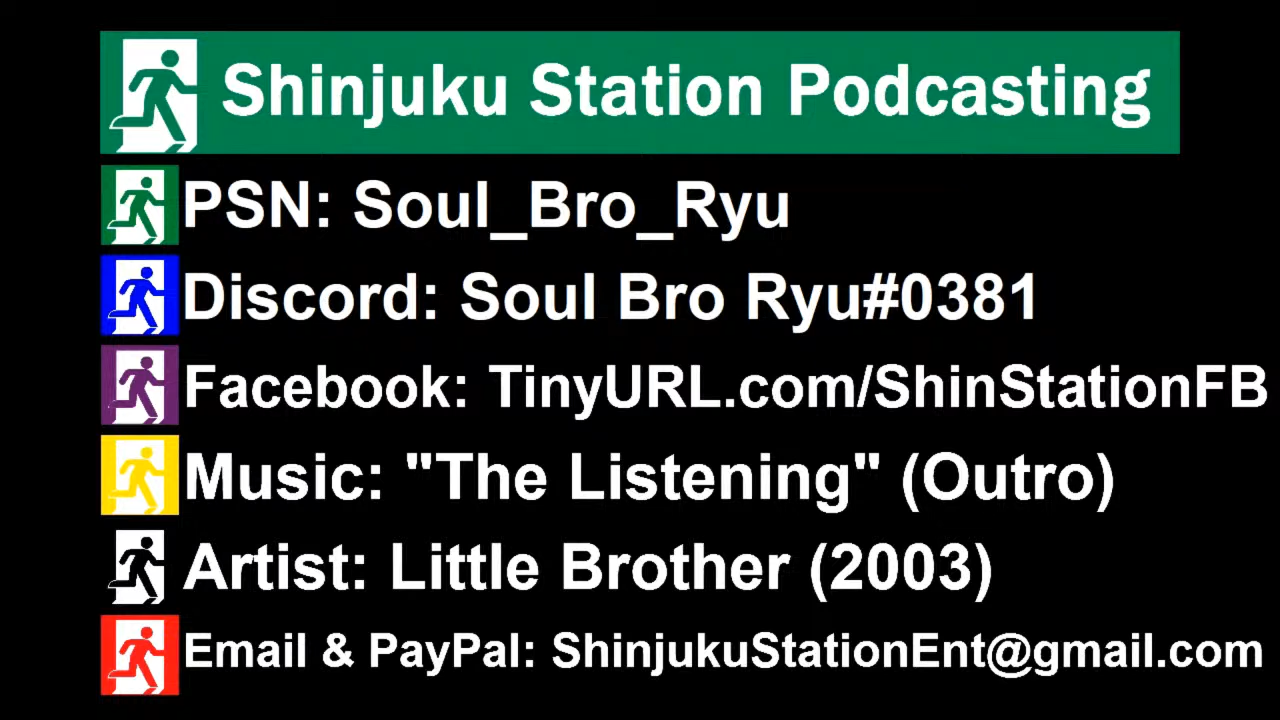 Shinjuku Station Podcasting
PSN: Soul_Bro_Ryu
Discord: Soul Bro Ryu#0381
Facebook: TinyURL.com/ShinStationFB
Music: "The Listening" (Outro)
Artist: Little Brother (2003)
Email & PayPal: ShinjukuStationEnt@gmail.com